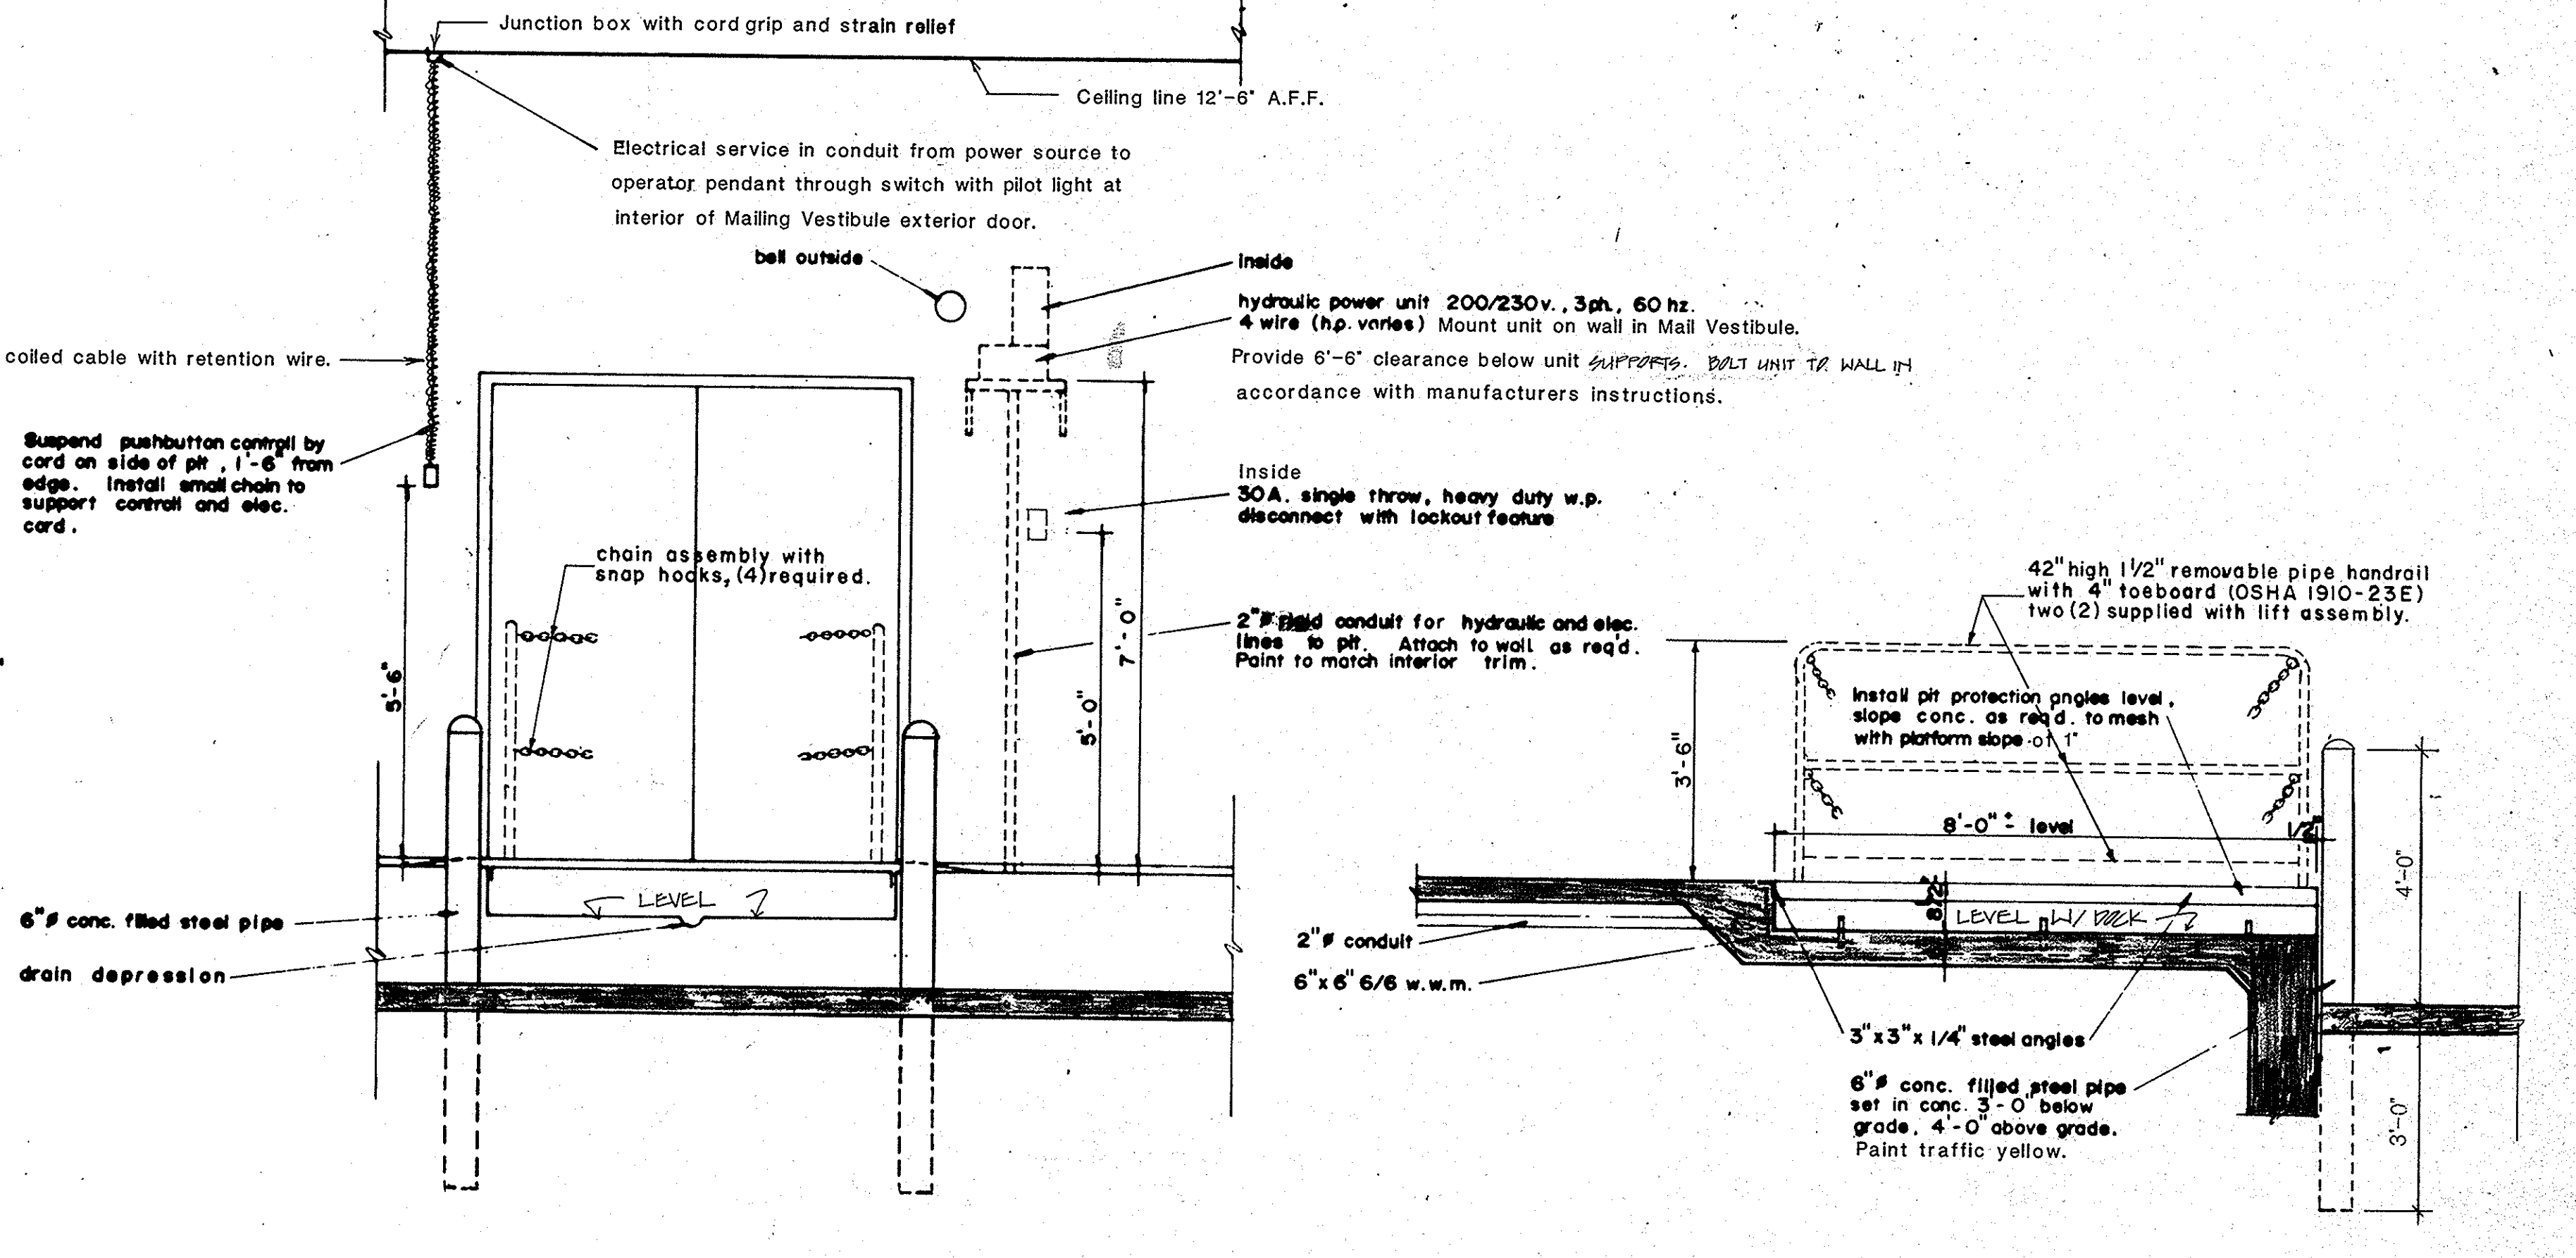 Junction box with cord grip and strain relief
Ceiling line 12'-6" A.F.F.
Electrical service in conduit from power source to
operator pendant through switch with pilot light at
interior of Mailing Vestibule exterior door.
bell outside
inside
hydraulic power unit 200/230v., 3ph, 60 hz.
4 wire (h.p. varies) Mount unit on wall in Mail Vestibule.
Provide 6'-6" clearance below unit SUPPORTS. BOLT UNIT TO WALL IN
accordance with manufacturers instructions.
coiled cable with retention wire.
Suspend pushbutton controll by
cord on side of pit, 1'-6" from
edge. Install small chain to
support controll and elec.
cord.
Inside
30A. single throw, heavy duty w.p.
disconnect with lockout feature
chain assembly with
snap hooks, (4) required.
2"ø conduit for hydraulic and elec.
lines to pit. Attach to wall as req'd.
Paint to match interior trim.
5'-6"
5'-0"
7'-0"
LEVEL
6"ø conc. filled steel pipe
drain depression
42" high 1 1/2" removable pipe handrail
with 4" toeboard (OSHA 1910-23E)
two (2) supplied with lift assembly.
Install pit protection angles level,
slope conc. as req'd. to mesh
with platform slope of 1"
3'-6"
8'-0" ± level
1/2"
4'-0"
LEVEL W/ DOCK
2"ø conduit
6"x6" 6/6 w.w.m.
3"x3"x1/4" steel angles
6"ø conc. filled steel pipe
set in conc. 3'-0" below
grade, 4'-0" above grade.
Paint traffic yellow.
3'-0"